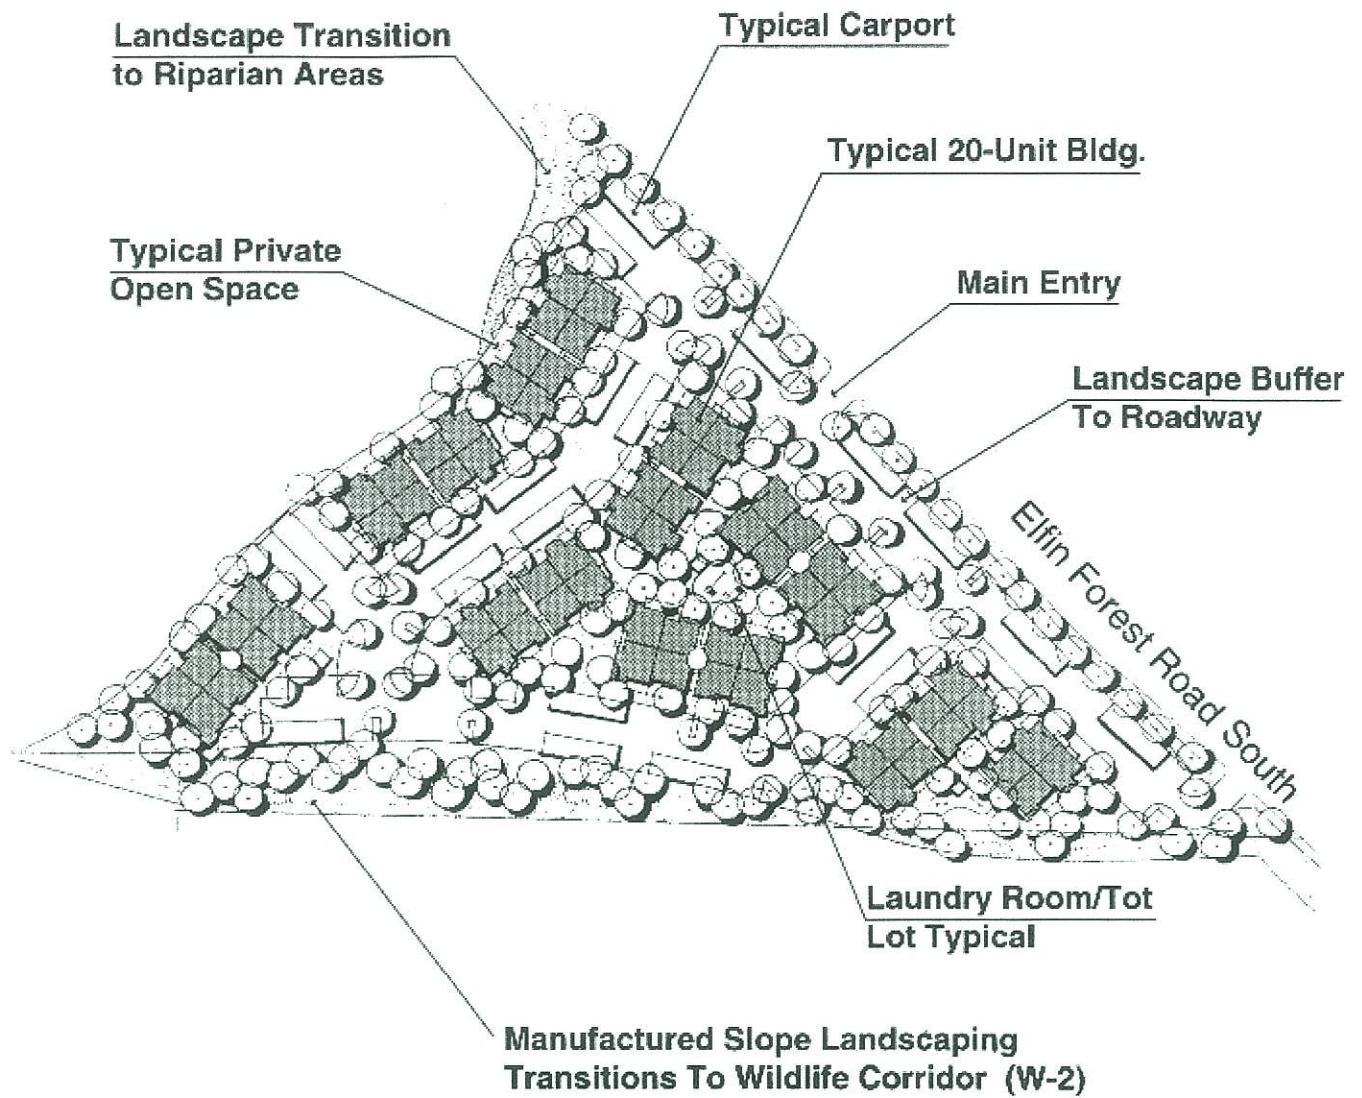 Landscape Transition
to Riparian Areas
Typical Carport
Typical 20-Unit Bldg.
Typical Private
Open Space
Main Entry
Landscape Buffer
To Roadway
Elfin Forest Road South
Laundry Room/Tot
Lot Typical
Manufactured Slope Landscaping
Transitions To Wildlife Corridor (W-2)